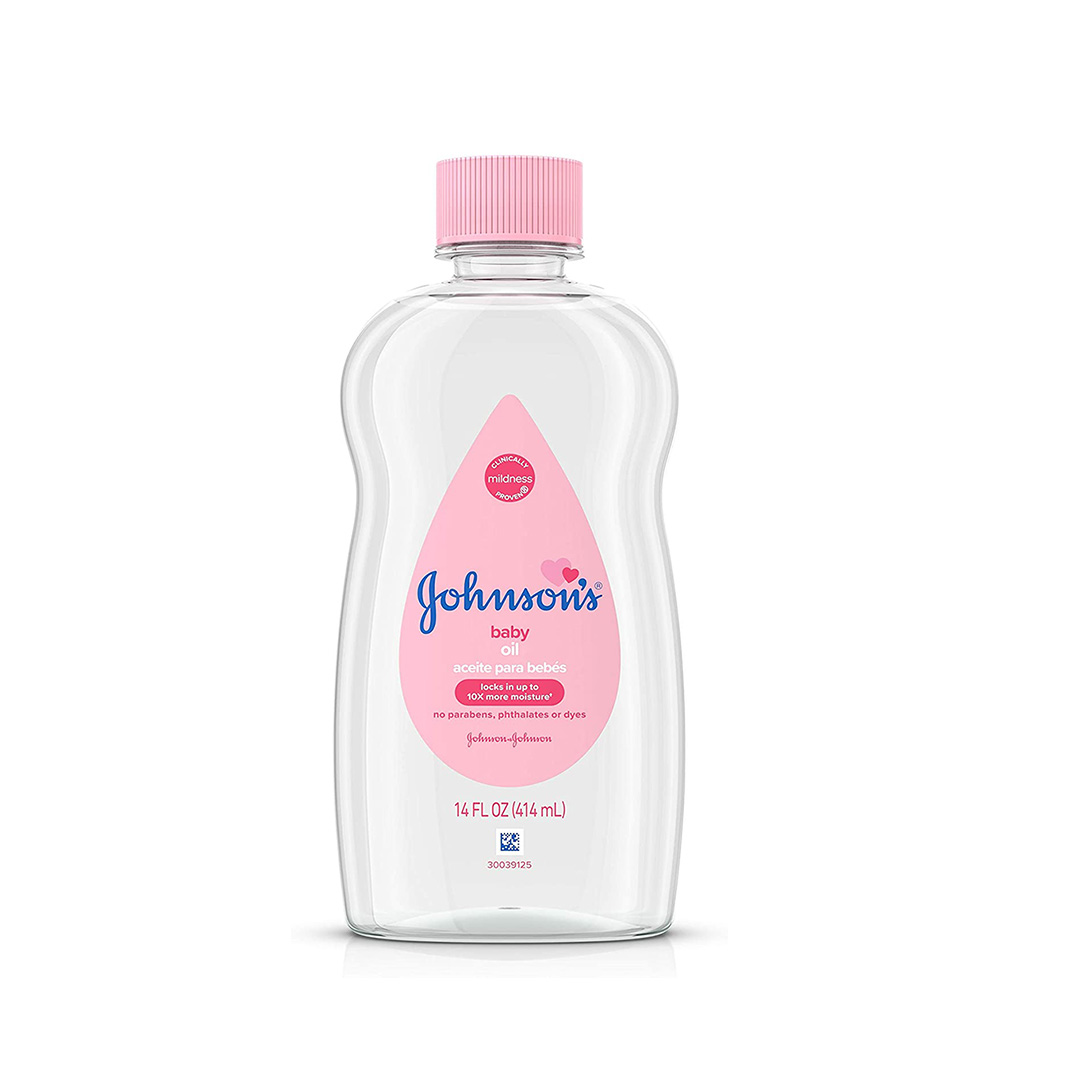 CLINICALLY
mildness
PROVEN®
Johnson's®
baby
oil
aceite para bebés
locks in up to
10X more moisture‡
no parabens, phthalates or dyes
Johnson & Johnson
14 FL OZ (414 mL)
30039125